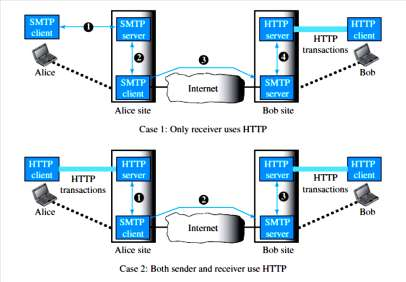 SMTP
client
1
SMTP
server
2
SMTP
client
3
HTTP
server
4
SMTP
server
HTTP
client
HTTP
transactions
Alice
Internet
Bob
Alice site
Bob site
Case 1: Only receiver uses HTTP
HTTP
client
HTTP
transactions
HTTP
server
1
SMTP
client
2
HTTP
server
3
SMTP
server
HTTP
client
HTTP
transactions
Alice
Internet
Bob
Alice site
Bob site
Case 2: Both sender and receiver use HTTP